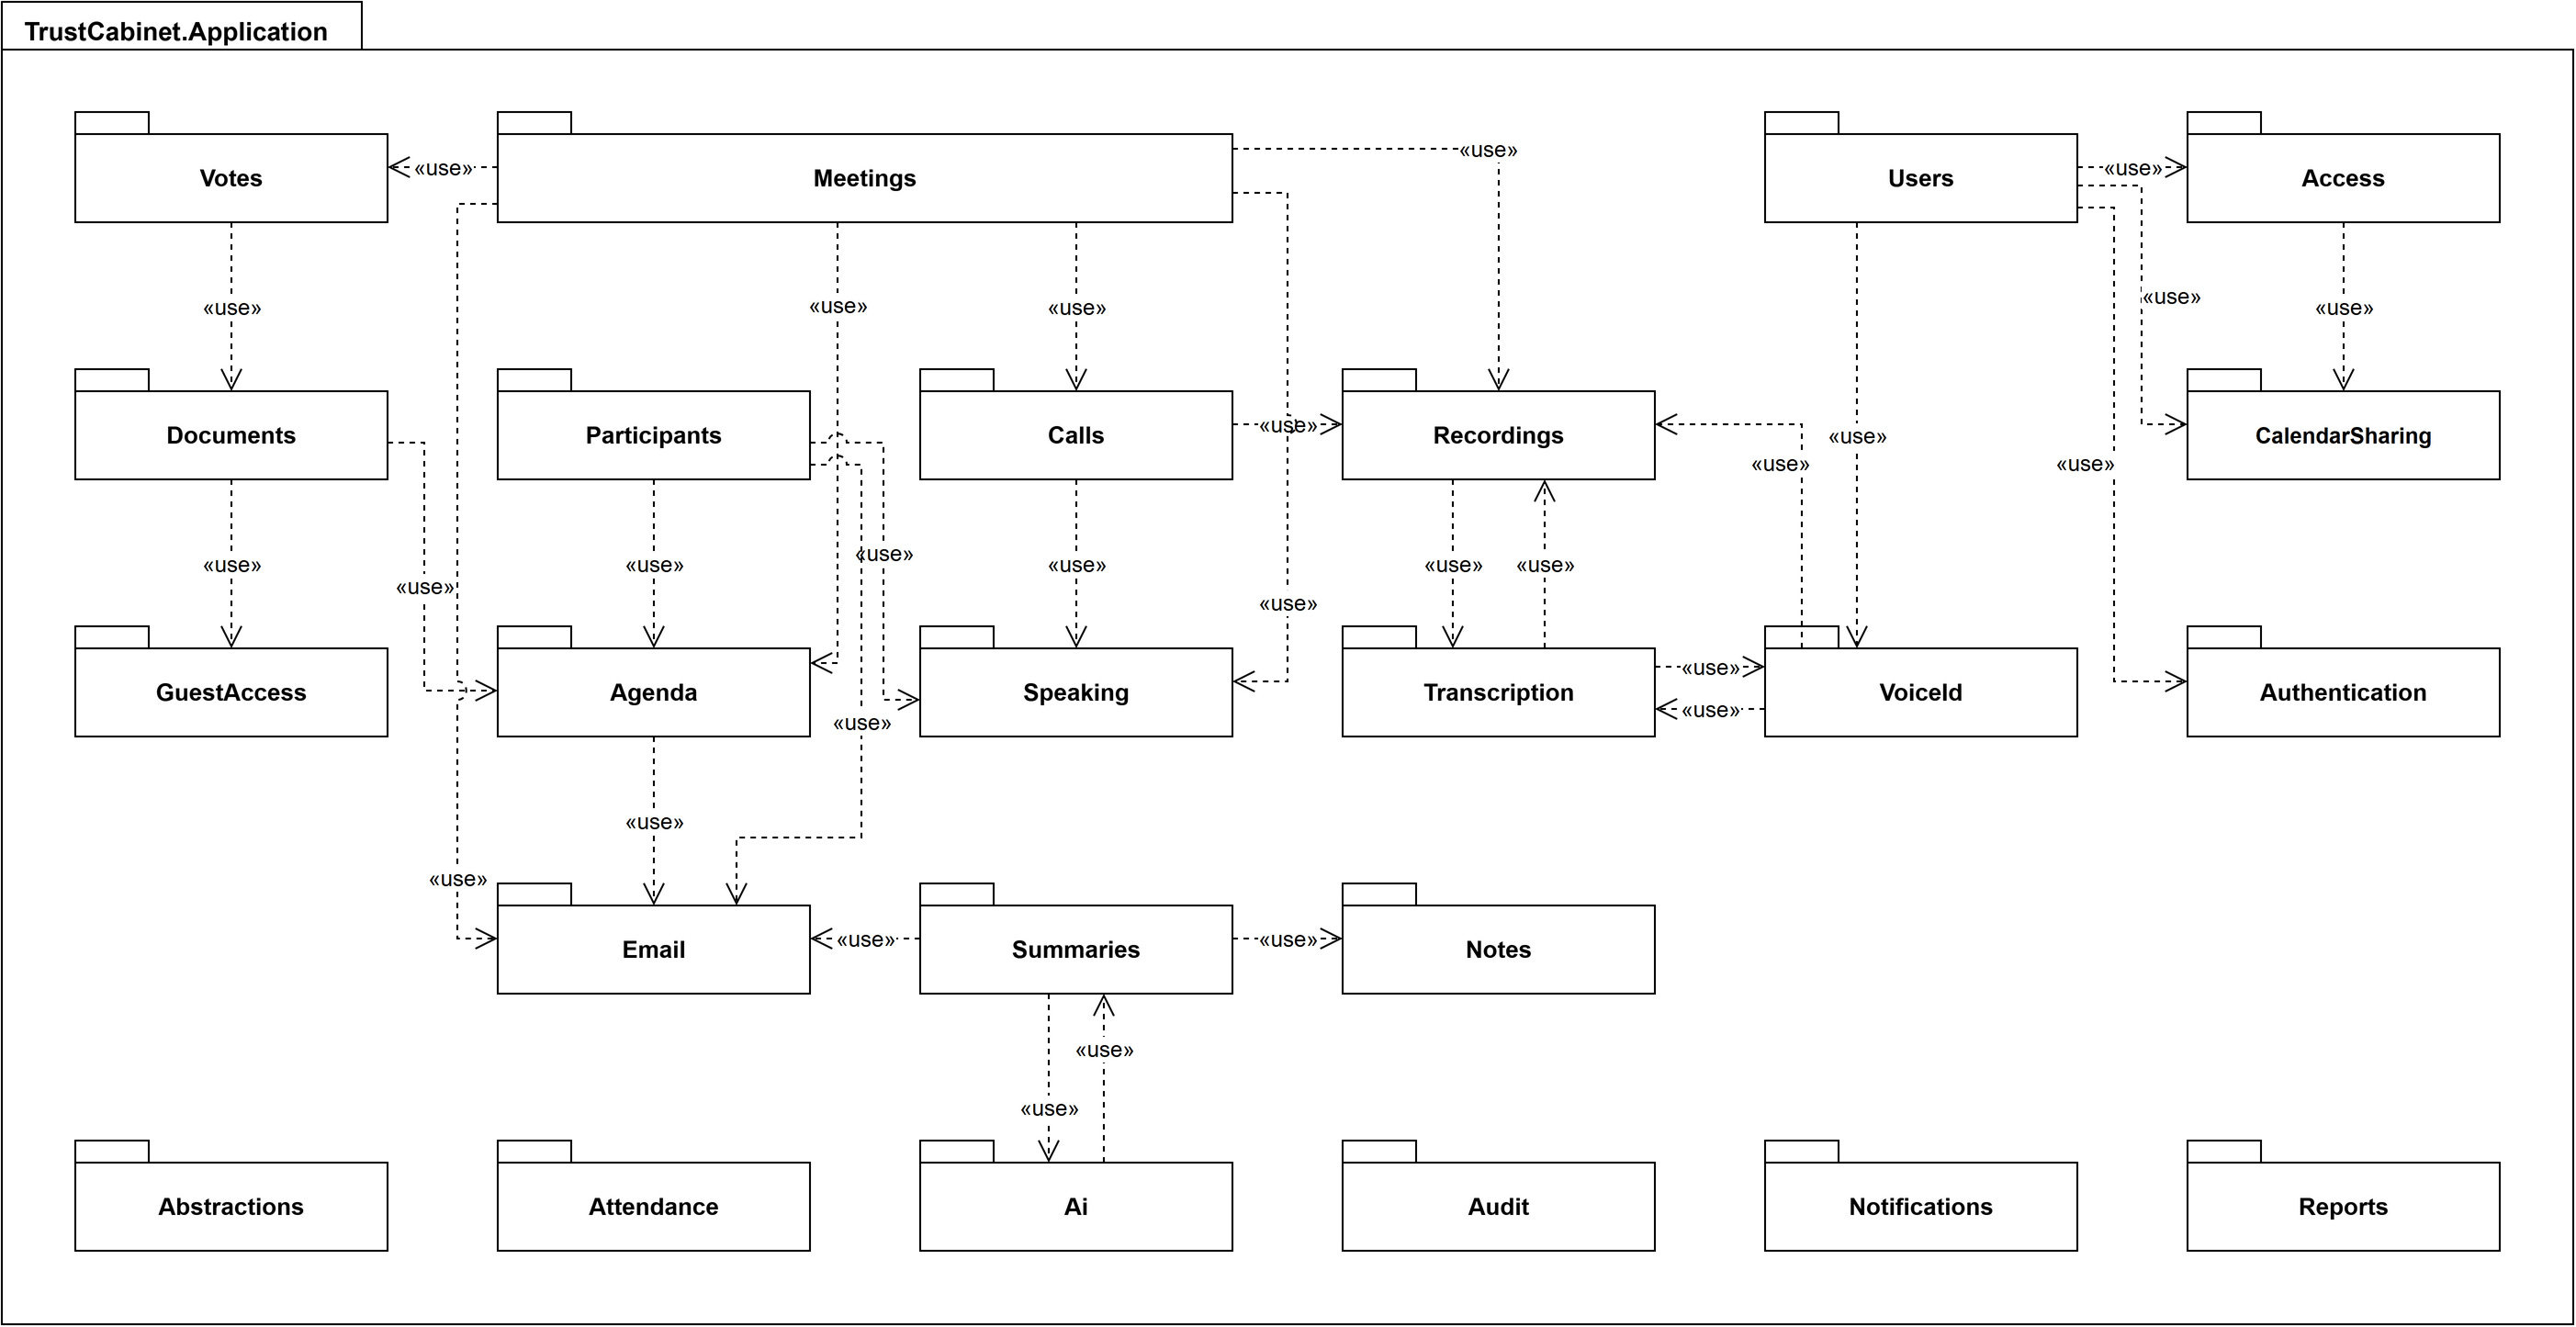 TrustCabinet.Application
Votes
«use»
Meetings
«use»
Users
«use»
Access
«use»
«use»
«use»
«use»
«use»
Documents
Participants
Calls
«use»
Recordings
«use»
«use»
«use»
CalendarSharing
«use»
«use»
«use»
«use»
«use»
«use»
«use»
«use»
«use»
GuestAccess
Agenda
Speaking
Transcription
«use»
«use»
VoiceId
Authentication
«use»
«use»
«use»
Email
«use»
Summaries
«use»
Notes
«use»
«use»
Abstractions
Attendance
Ai
Audit
Notifications
Reports